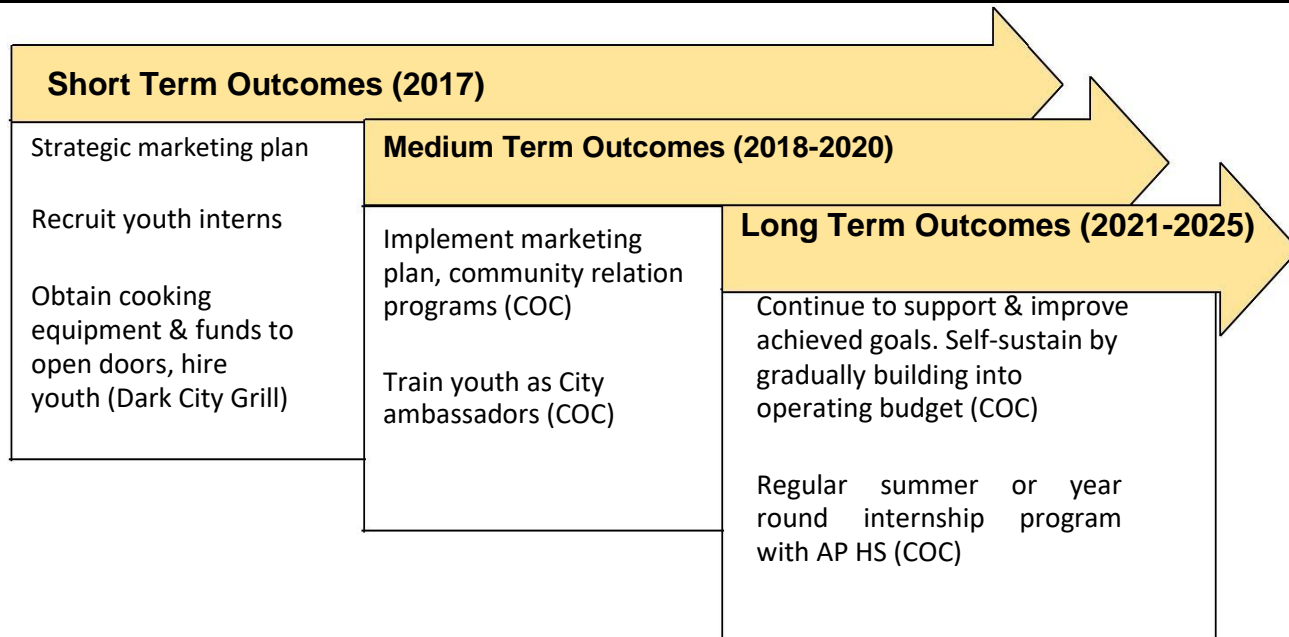 Short Term Outcomes (2017)
Strategic marketing plan
Recruit youth interns
Obtain cooking
equipment & funds to
open doors, hire
youth (Dark City Grill)
Medium Term Outcomes (2018-2020)
Implement marketing
plan, community relation
programs (COC)
Train youth as City
ambassadors (COC)
Long Term Outcomes (2021-2025)
Continue to support & improve
achieved goals. Self-sustain by
gradually building into
operating budget (COC)
Regular summer or year
round internship program
with AP HS (COC)